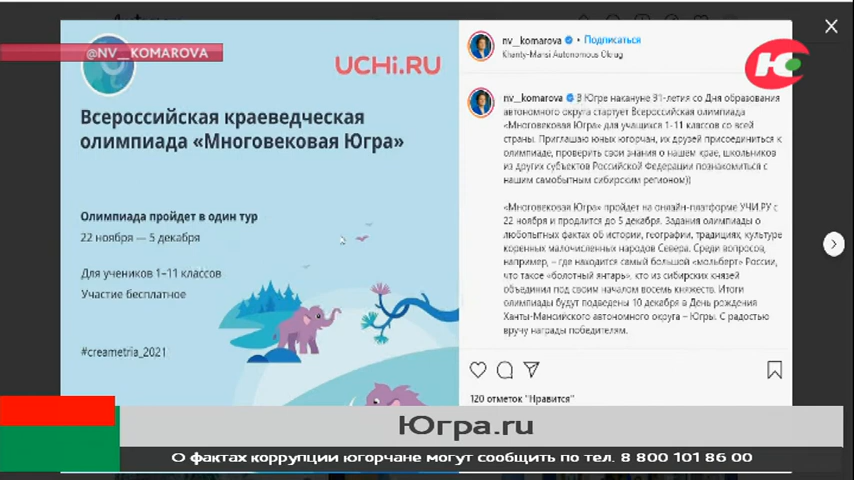 @NV__KOMAROVA
UCHi.RU
Всероссийская краеведческая
олимпиада «Многовековая Югра»
Олимпиада пройдет в один тур
22 ноября — 5 декабря
Для учеников 1–11 классов
Участие бесплатное
#creametria_2021
nv__komarova • Подписаться
Khanty-Mansi Autonomous Okrug
Ю
nv__komarova В Югре накануне 91-летия со Дня образования
автономного округа стартует Всероссийская олимпиада
«Многовековая Югра» для учащихся 1-11 классов со всей
страны. Приглашаю юных югорчан, их друзей присоединиться к
олимпиаде, проверить свои знания о нашем крае, школьников
из других субъектов Российской Федерации познакомиться с
нашим самобытным сибирским регионом))
«Многовековая Югра» пройдет на онлайн-платформе УЧИ.РУ с
22 ноября и продлится до 5 декабря. Задания олимпиады о
любопытных фактах об истории, географии, традициях, культуре
коренных малочисленных народов Севера. Среди вопросов,
например, – где находится самый большой «мольберт» России,
что такое «болотный янтарь», кто из сибирских князей
объединил под своим началом восемь княжеств. Итоги
олимпиады будут подведены 10 декабря в День рождения
Ханты-Мансийского автономного округа – Югры. С радостью
вручу награды победителям.
120 отметок "Нравится"
Югра.ru
О фактах коррупции югорчане могут сообщить по тел. 8 800 101 86 00